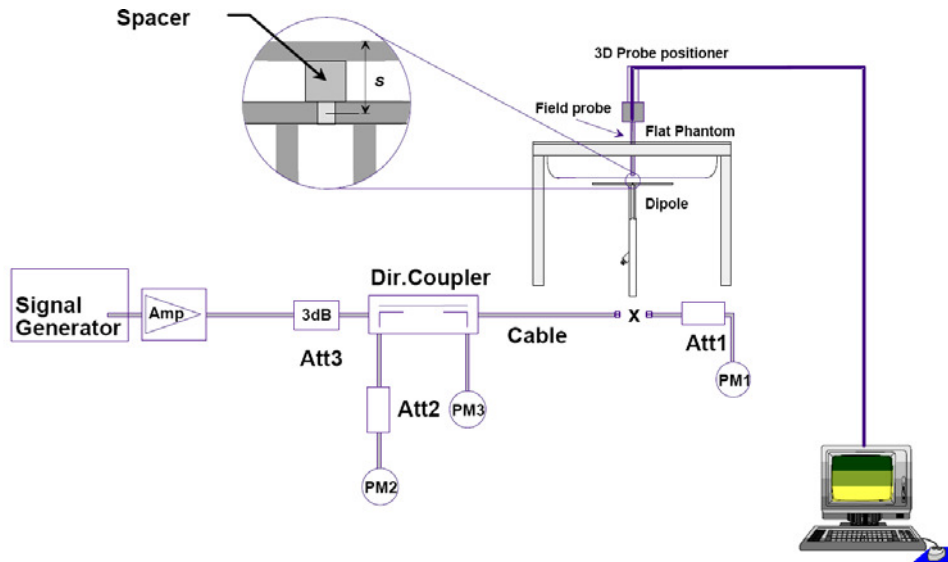 Spacer
s
3D Probe positioner
Field probe
Flat Phantom
Dipole
Signal
Generator
Amp
3dB
Att3
Dir.Coupler
Cable
x
Att1
PM1
Att2
PM3
PM2